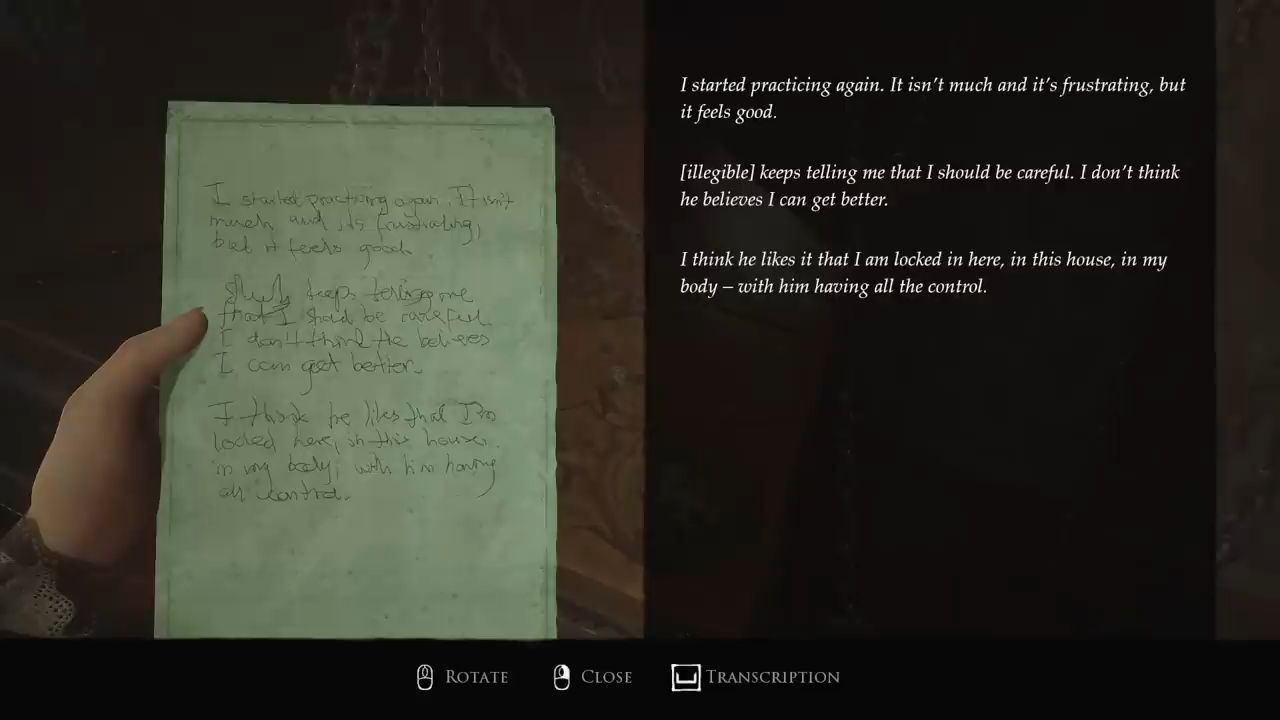 I started practicing again. It isn't
much and its frustrating,
but it feels good.
keeps telling me
that I should be careful.
I don't think he believes
I can get better.
I think he likes that I'm
locked here, in this house,
in my body, with him having
all control.
I started practicing again. It isn't much and it's frustrating, but
it feels good.
[illegible] keeps telling me that I should be careful. I don't think
he believes I can get better.
I think he likes it that I am locked in here, in this house, in my
body – with him having all the control.
ROTATE CLOSE TRANSCRIPTION